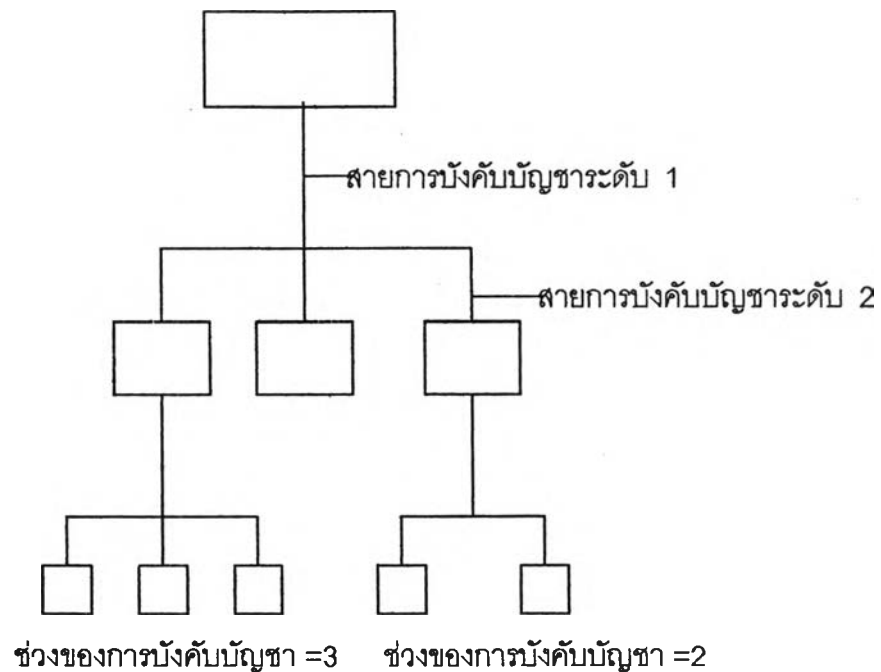 สายการบังคับบัญชาระดับ 1
สายการบังคับบัญชาระดับ 2
ช่วงของการบังคับบัญชา =3
ช่วงของการบังคับบัญชา =2